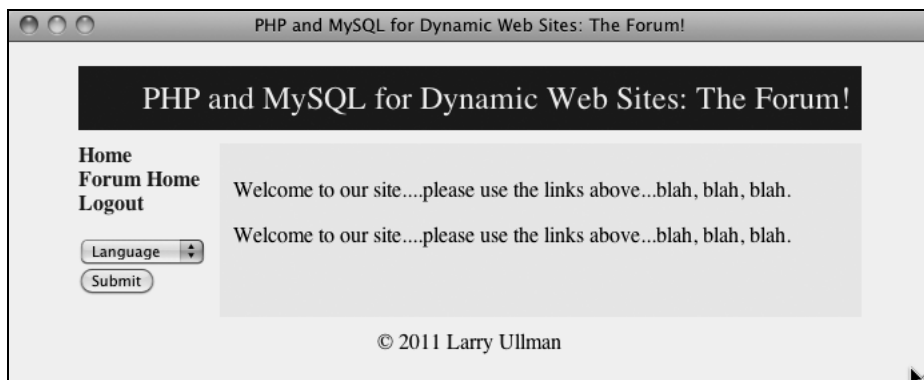 PHP and MySQL for Dynamic Web Sites: The Forum!
PHP and MySQL for Dynamic Web Sites: The Forum!
Home
Forum Home
Logout
Language
Submit
Welcome to our site....please use the links above...blah, blah, blah.
Welcome to our site....please use the links above...blah, blah, blah.
© 2011 Larry Ullman